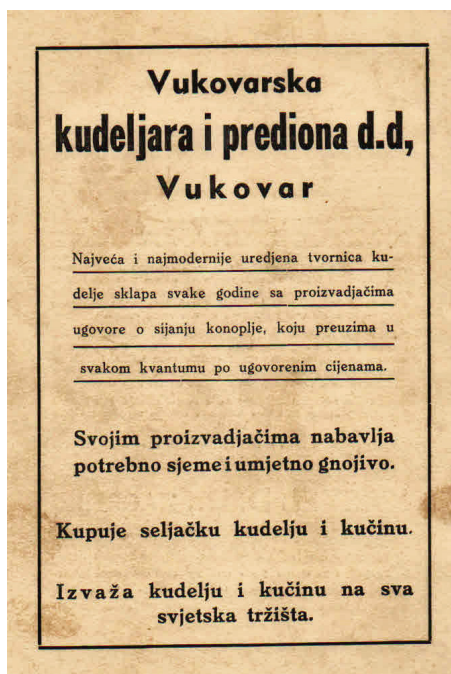 Vukovarska
kudeljara i prediona d.d,
Vukovar
Najveća i najmodernije uredjena tvornica ku-
delje sklapa svake godine sa proizvadjačima
ugovore o sijanju konoplje, koju preuzima u
svakom kvantumu po ugovorenim cijenama.
Svojim proizvadjačima nabavlja
potrebno sjeme i umjetno gnojivo.
Kupuje seljačku kudelju i kučinu.
Izvaža kudelju i kučinu na sva
svjetska tržišta.